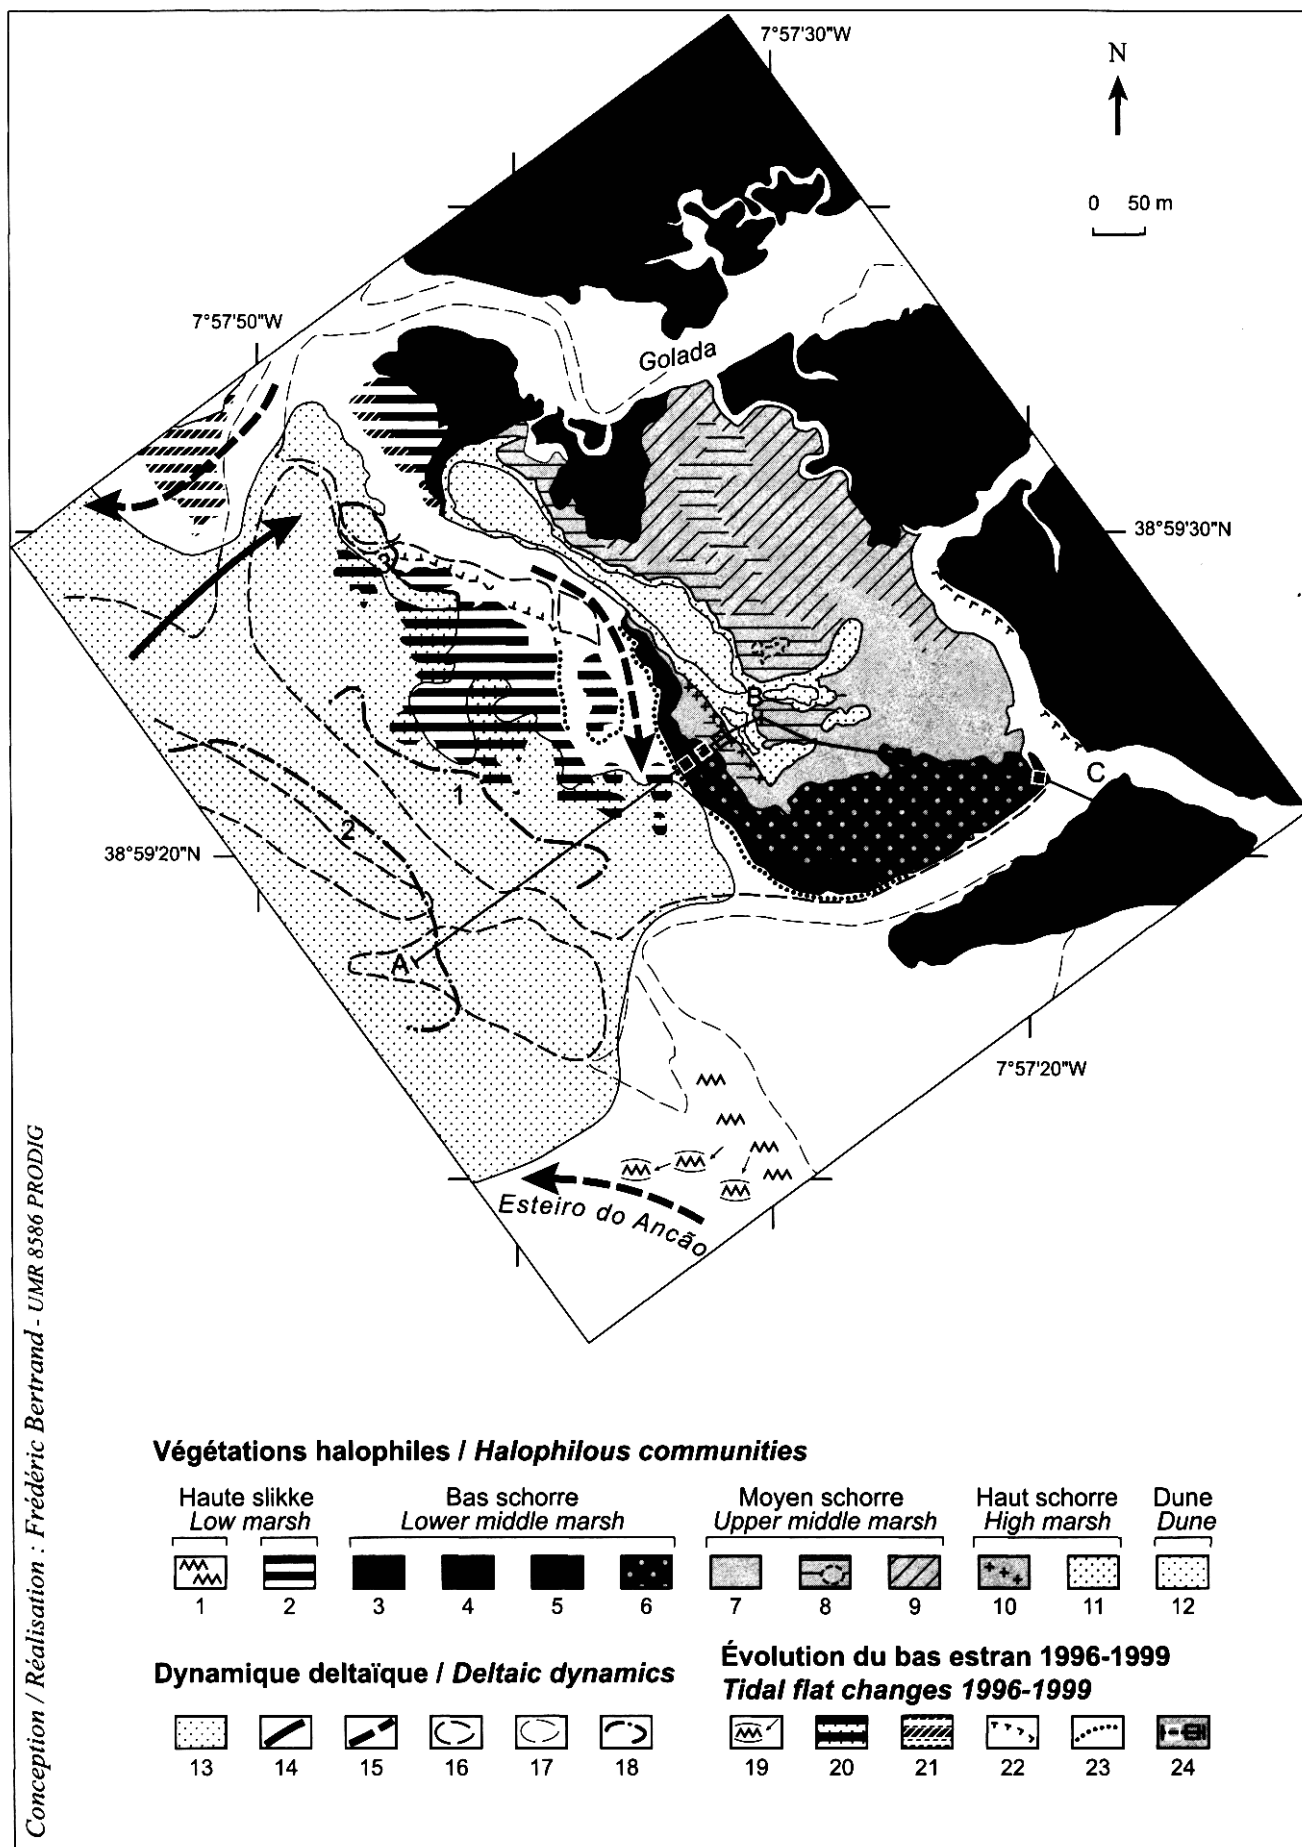 7°57'30"W
N
0 50 m
7°57'50"W
Golada
38°59'30"N
3
B
C
1
2
38°59'20"N
A
7°57'20"W
Esteiro do Ancão
Conception / Réalisation : Frédéric Bertrand - UMR 8586 PRODIG
Végétations halophiles / Halophilous communities
Haute slikke Bas schorre Moyen schorre Haut schorre Dune
Low marsh Lower middle marsh Upper middle marsh High marsh Dune
1 2 3 4 5 6 7 8 9 10 11 12
Dynamique deltaïque / Deltaic dynamics
Évolution du bas estran 1996-1999
Tidal flat changes 1996-1999
13 14 15 16 17 18 19 20 21 22 23 24